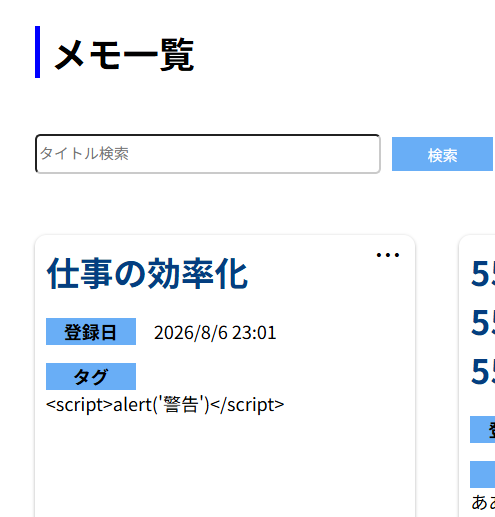 メモ一覧
タイトル検索
検索
仕事の効率化
...
登録日 2026/8/6 23:01
タグ
<script>alert('警告')</script>
55
55
55
ああ